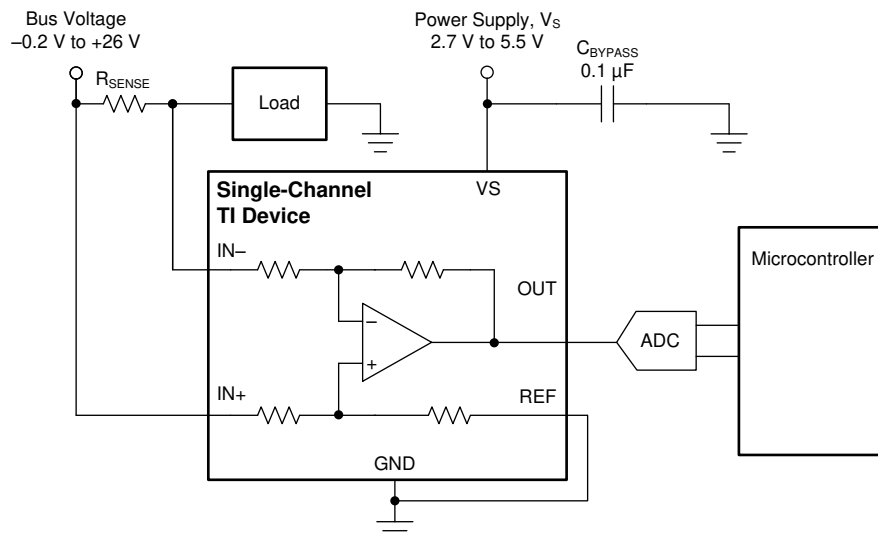 Bus Voltage
–0.2 V to +26 V
Power Supply, VS
2.7 V to 5.5 V
CBYPASS
0.1 µF
RSENSE
Load
Single-Channel
TI Device
VS
IN–
OUT
–
+
IN+
REF
GND
ADC
Microcontroller